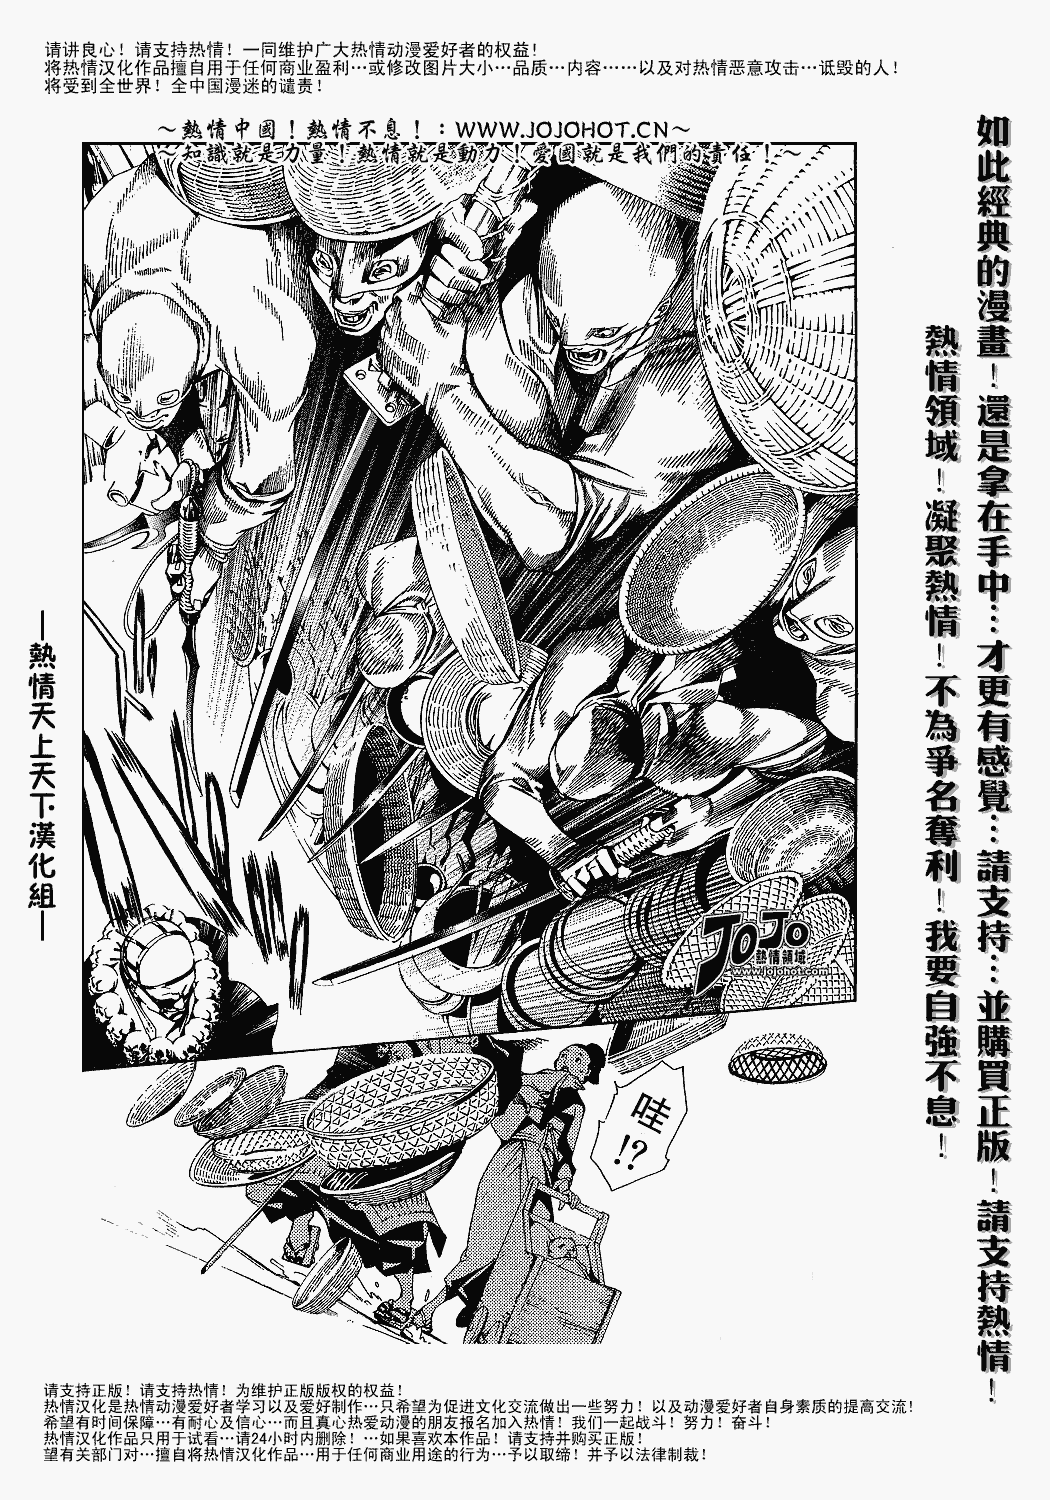 请讲良心！请支持热情！一同维护广大热情动漫爱好者的权益！
将热情汉化作品擅自用于任何商业盈利…或修改图片大小…品质…内容……以及对热情恶意攻击…诋毁的人！
将受到全世界！全中国漫迷的谴责！
～熱情中國！熱情不息！：WWW.JOJOHOT.CN～
～知識就是力量！熱情就是動力！愛國就是我們的責任！～
如此經典的漫畫！還是拿在手中…才更有感覺…請支持…並購買正版！請支持熱情！
熱情領域！凝聚熱情！不為爭名奪利！我要自強不息！
—熱情天上天下漢化組—
JOJO
熱情領域
www.jojohot.com
哇
!?
请支持正版！请支持热情！为维护正版版权的权益！
热情汉化是热情动漫爱好者学习以及爱好制作…只希望为促进文化交流做出一些努力！以及动漫爱好者自身素质的提高交流！
希望有时间保障…有耐心及信心…而且真心热爱动漫的朋友报名加入热情！我们一起战斗！努力！奋斗！
热情汉化作品只用于试看…请24小时内删除！…如果喜欢本作品！请支持并购买正版！
望有关部门对…擅自将热情汉化作品…用于任何商业用途的行为…予以取缔！并予以法律制裁！